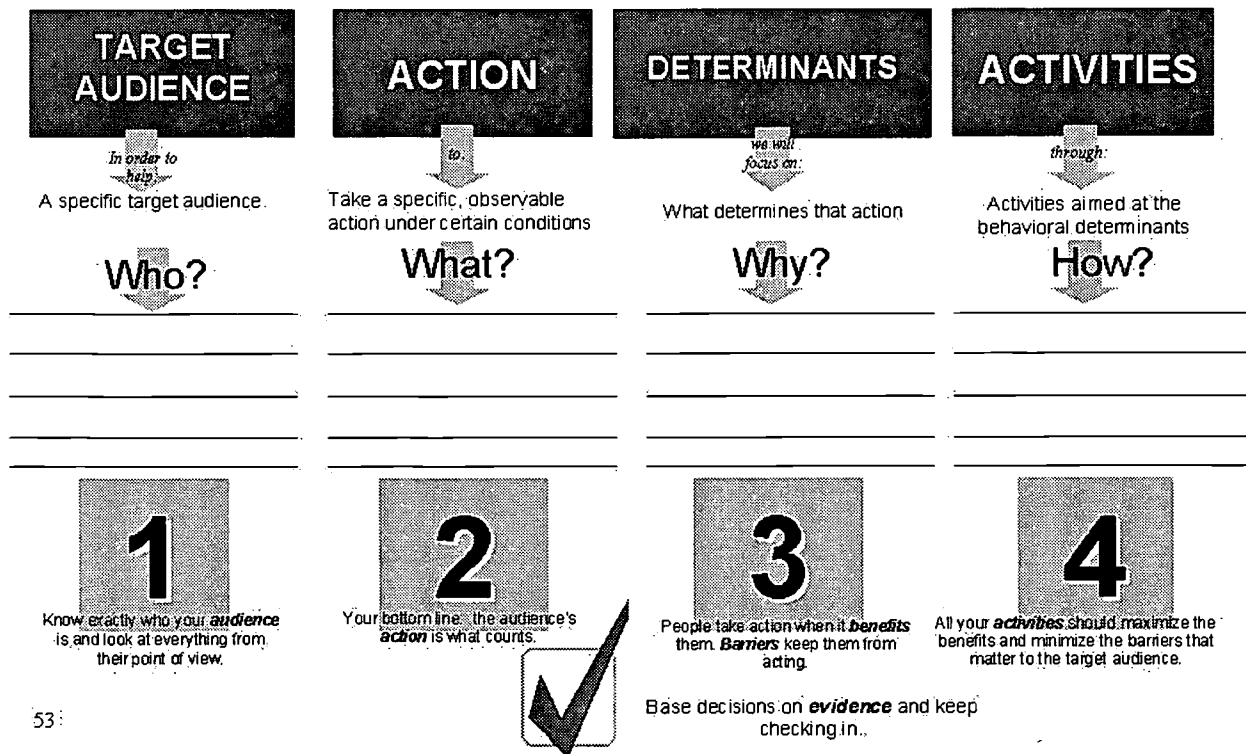 TARGET
AUDIENCE
In order to
help:
A specific target audience.
Who?
1
Know exactly who your audience
is and look at everything from
their point of view.
ACTION
to:
Take a specific, observable
action under certain conditions
What?
2
Your bottom line: the audience's
action is what counts.
DETERMINANTS
we will
focus on:
What determines that action
Why?
3
People take action when it benefits
them. Barriers keep them from
acting.
ACTIVITIES
through:
Activities aimed at the
behavioral determinants
How?
4
All your activities should maximize the
benefits and minimize the barriers that
matter to the target audience.
Base decisions on evidence and keep
checking in..
53